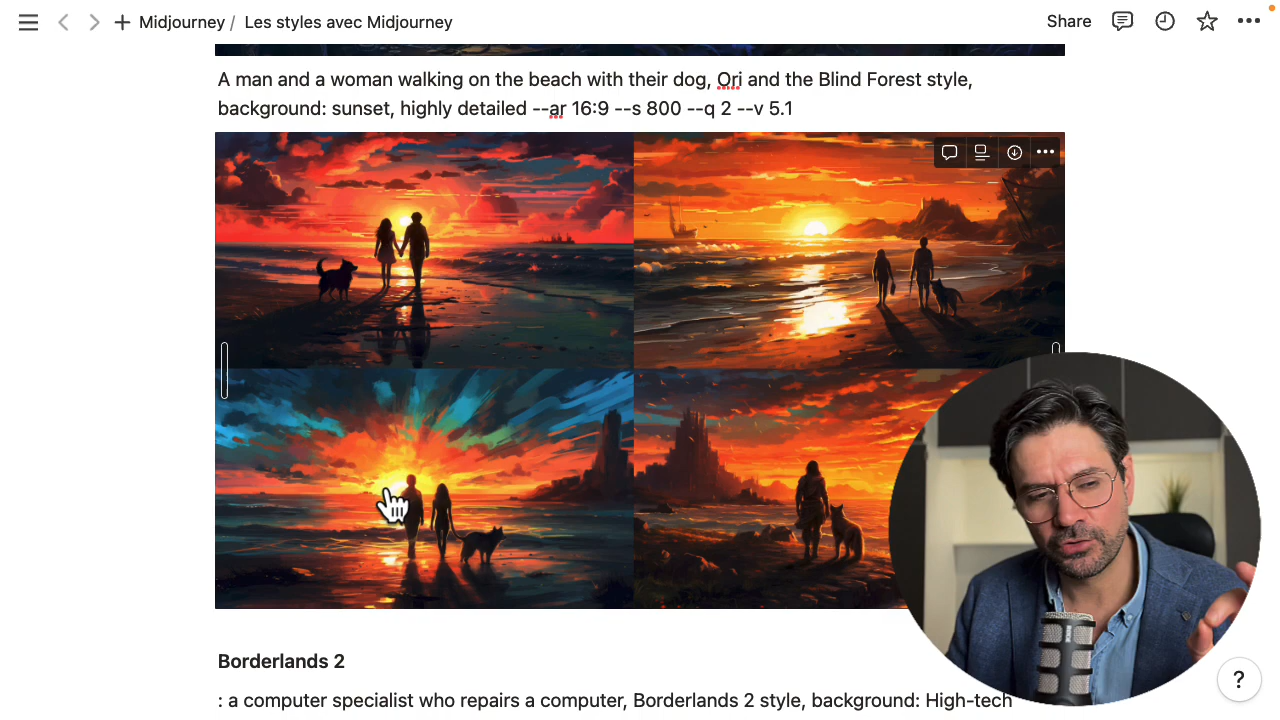 Midjourney / Les styles avec Midjourney
Share
A man and a woman walking on the beach with their dog, Ori and the Blind Forest style,
background: sunset, highly detailed --ar 16:9 --s 800 --q 2 --v 5.1
Borderlands 2
: a computer specialist who repairs a computer, Borderlands 2 style, background: High-tech
?